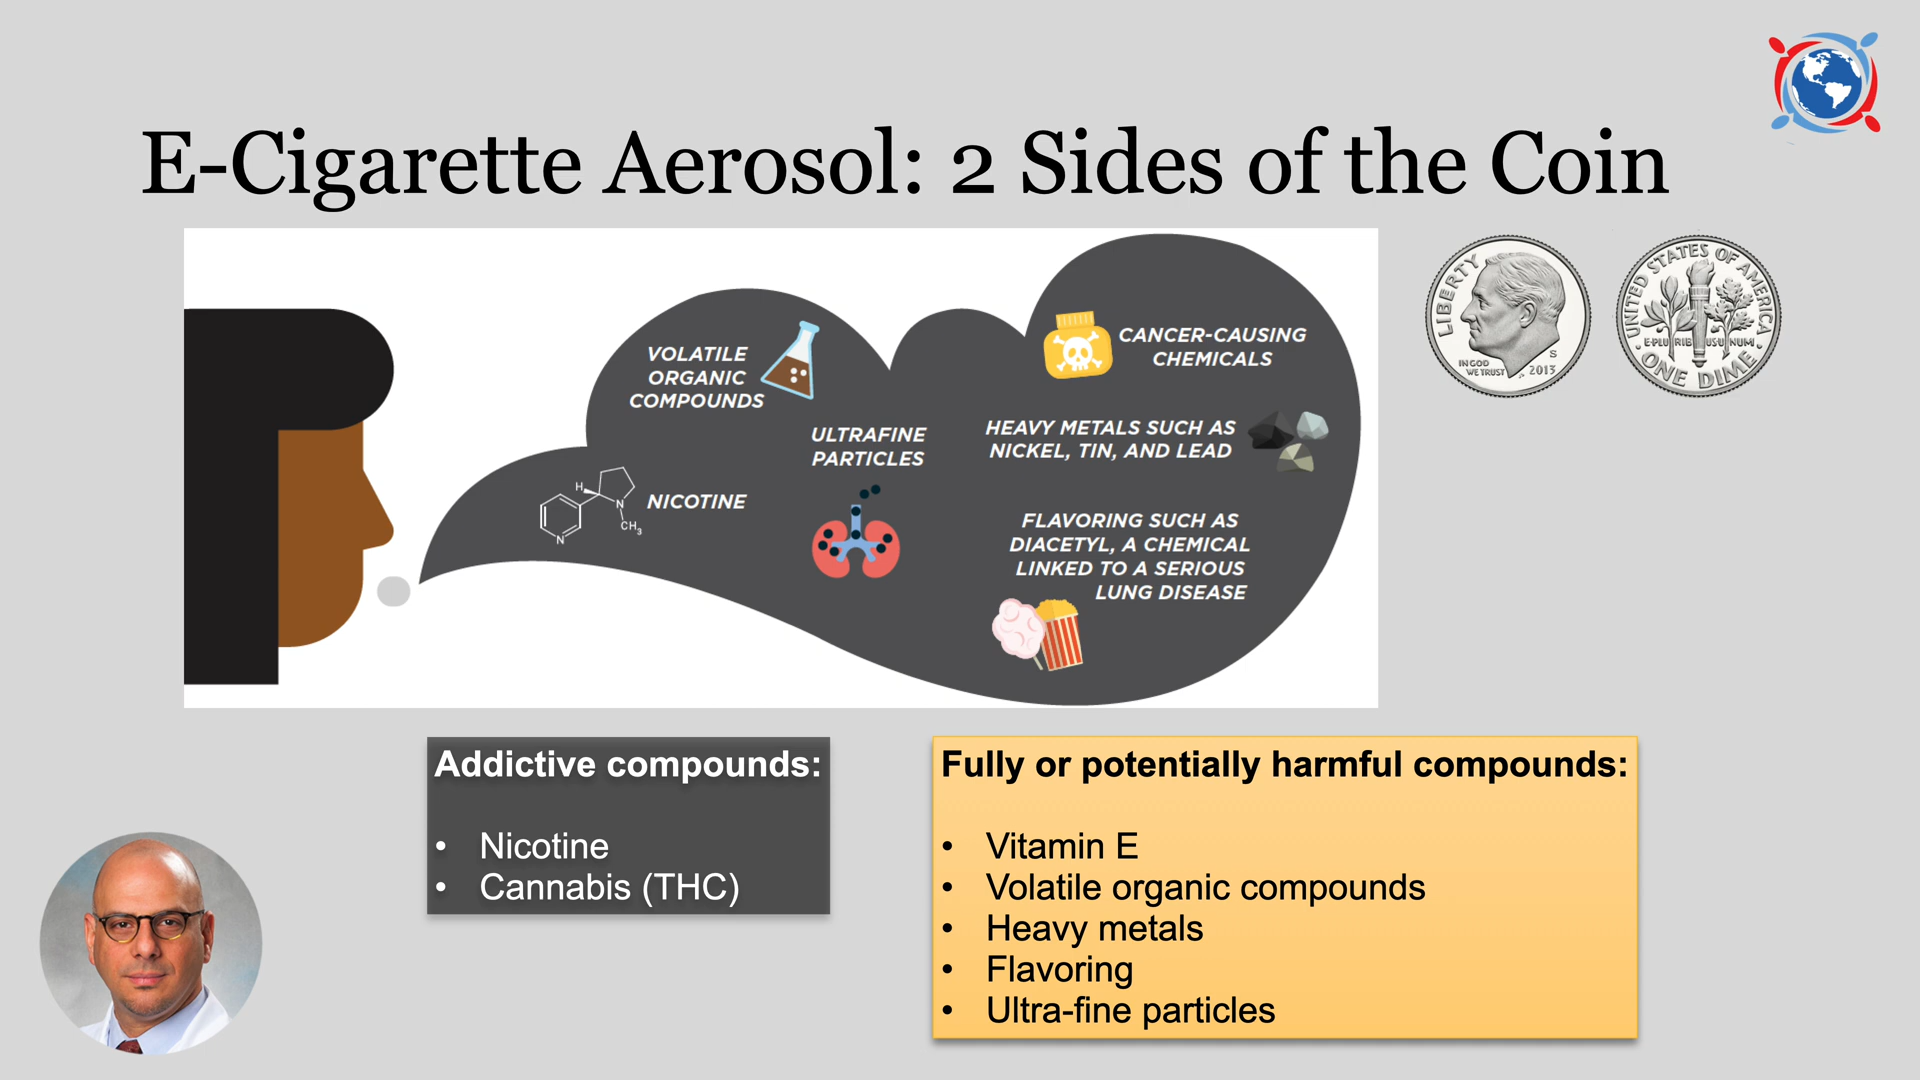 E-Cigarette Aerosol: 2 Sides of the Coin
VOLATILE
ORGANIC
COMPOUNDS
ULTRAFINE
PARTICLES
H
N
CH3
N
NICOTINE
CANCER-CAUSING
CHEMICALS
HEAVY METALS SUCH AS
NICKEL, TIN, AND LEAD
FLAVORING SUCH AS
DIACETYL, A CHEMICAL
LINKED TO A SERIOUS
LUNG DISEASE
LIBERTY
IN GOD
WE TRUST
S
2013
UNITED STATES OF AMERICA
E·PLURIBUS UNUM
ONE DIME
Addictive compounds:
• Nicotine
• Cannabis (THC)
Fully or potentially harmful compounds:
• Vitamin E
• Volatile organic compounds
• Heavy metals
• Flavoring
• Ultra-fine particles